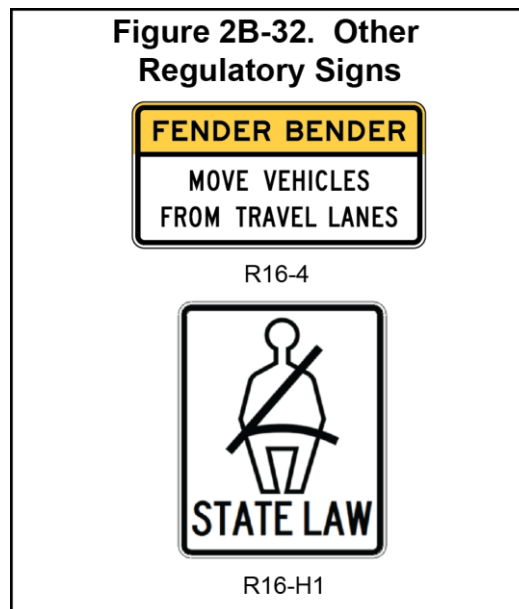 Figure 2B-32. Other
Regulatory Signs
FENDER BENDER
MOVE VEHICLES
FROM TRAVEL LANES
R16-4
STATE LAW
R16-H1